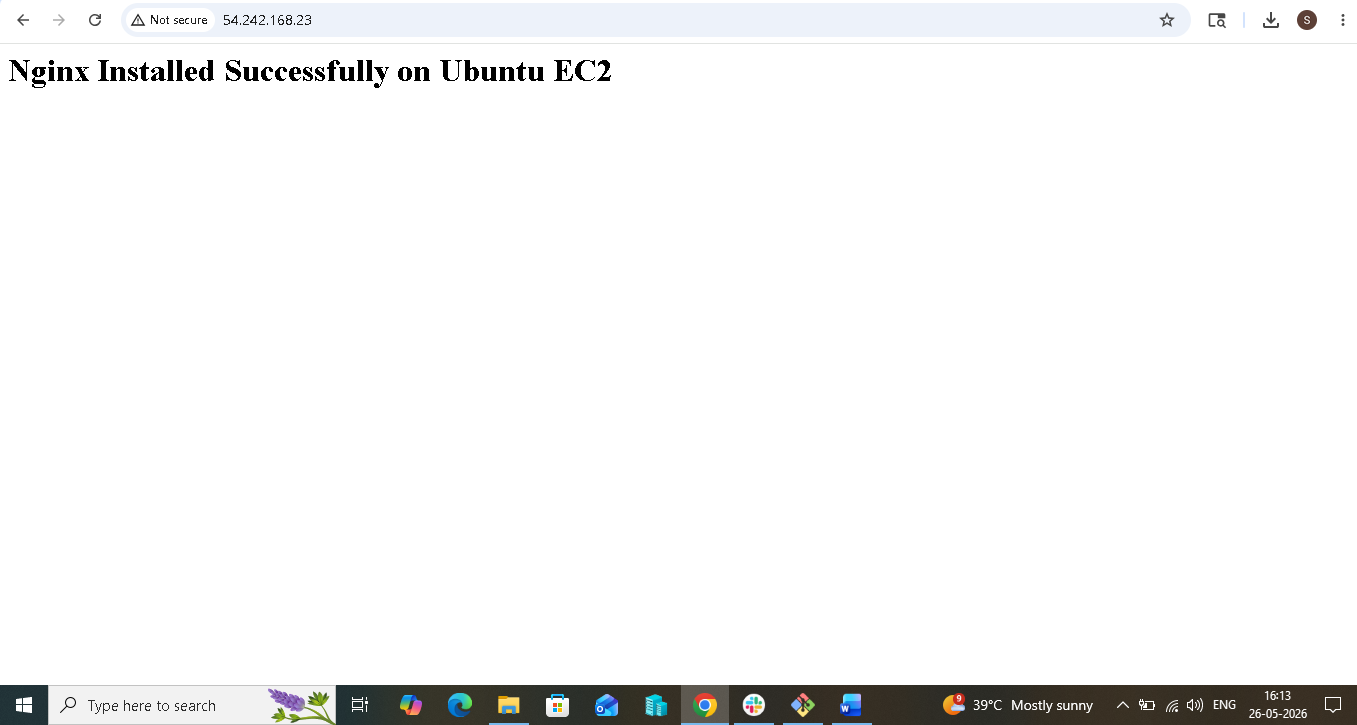 Not secure
54.242.168.23
S
Nginx Installed Successfully on Ubuntu EC2
Type here to search
9
39°C Mostly sunny
ENG
16:13
26-05-2026